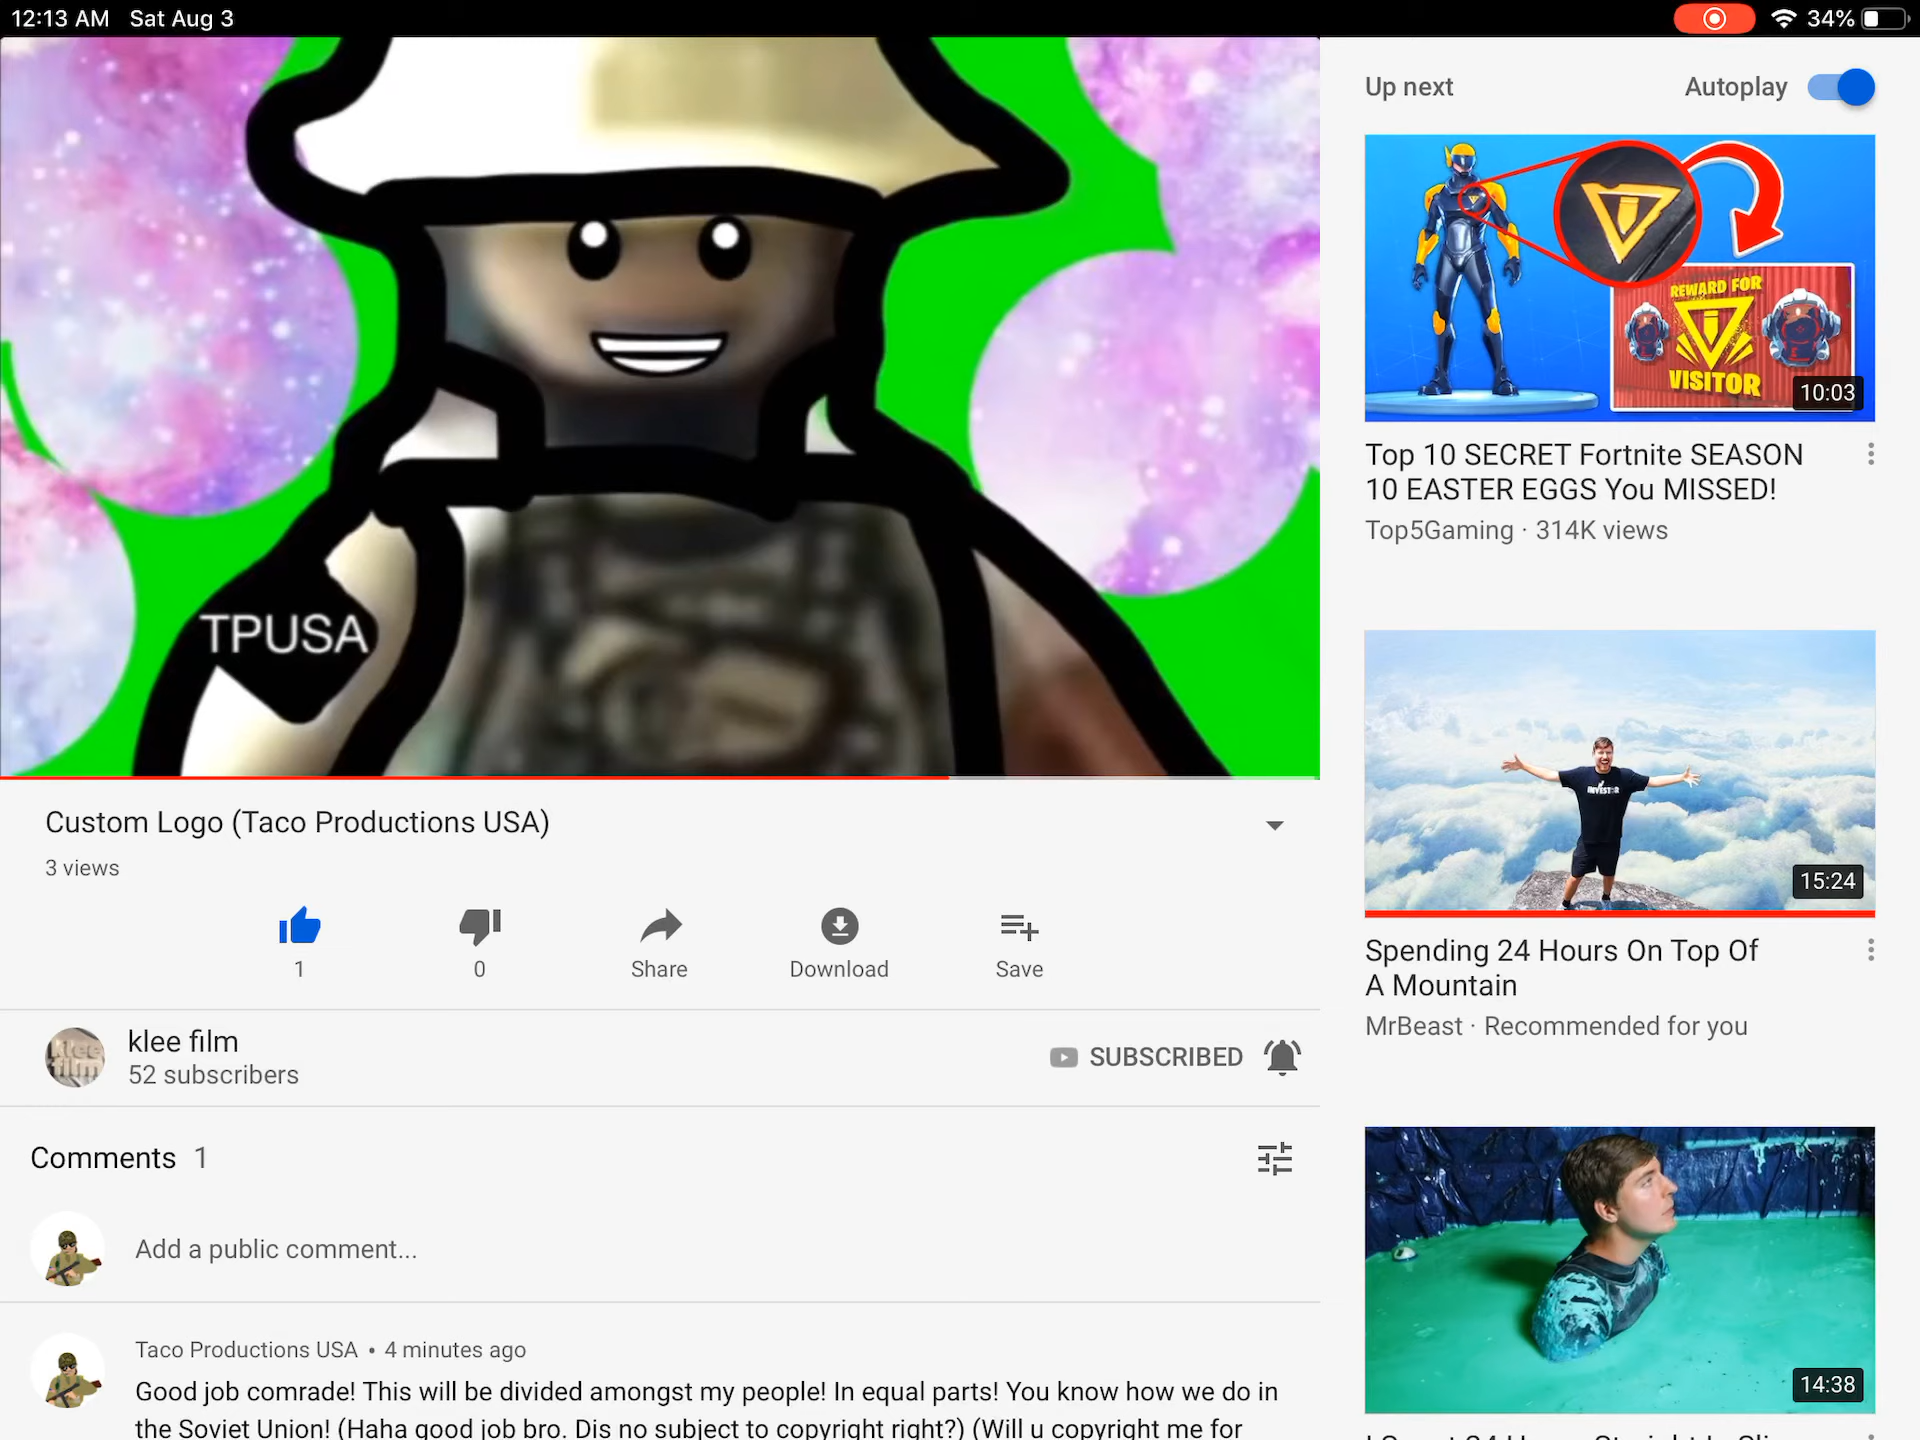 12:13 AM Sat Aug 3
34%
TPUSA
Custom Logo (Taco Productions USA)
3 views
1
0
Share
Download
Save
klee film
52 subscribers
SUBSCRIBED
Comments 1
Add a public comment...
Taco Productions USA • 4 minutes ago
Good job comrade! This will be divided amongst my people! In equal parts! You know how we do in
the Soviet Union! (Haha good job bro. Dis no subject to copyright right?) (Will u copyright me for
Up next
Autoplay
REWARD FOR
VISITOR
10:03
Top 10 SECRET Fortnite SEASON
10 EASTER EGGS You MISSED!
Top5Gaming · 314K views
15:24
Spending 24 Hours On Top Of
A Mountain
MrBeast · Recommended for you
14:38